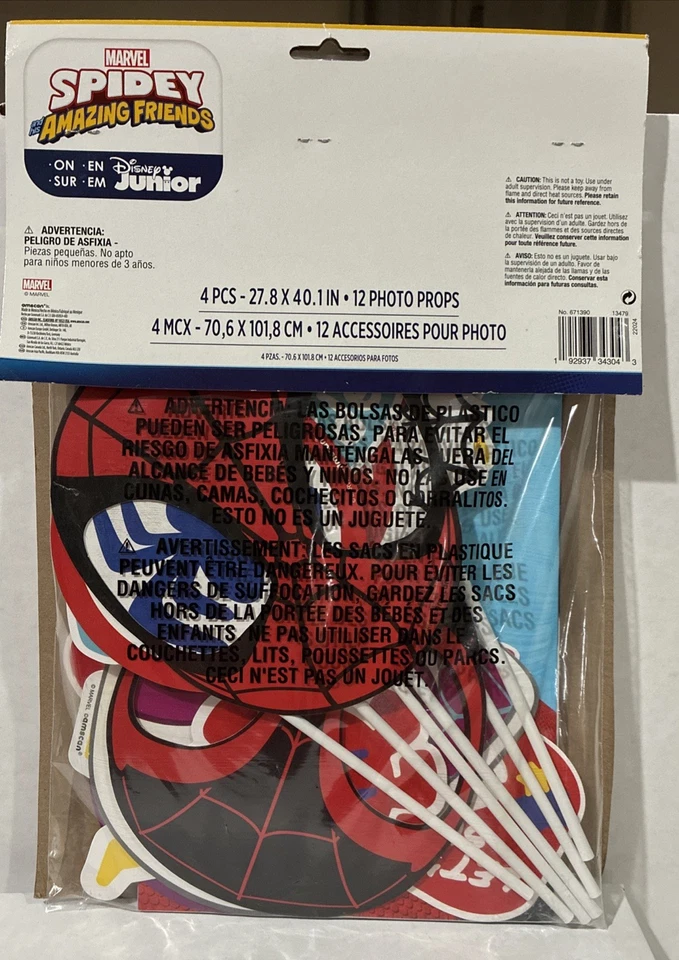 MARVEL
SPIDEY
and his
AMAZING FRIENDS
· ON · EN Disney
· SUR · EM Junior
⚠ ADVERTENCIA:
PELIGRO DE ASFIXIA -
Piezas pequeñas. No apto
para niños menores de 3 años.
MARVEL
© MARVEL
amscan
4 PCS - 27.8 X 40.1 IN • 12 PHOTO PROPS
4 MCX - 70,6 X 101,8 CM • 12 ACCESSOIRES POUR PHOTO
4 PZAS. - 70.6 X 101.8 CM • 12 ACCESORIOS PARA FOTOS
⚠ CAUTION: This is not a toy. Use under
adult supervision. Please keep away from
flame and direct heat sources. Please retain
this information for future reference.
⚠ ATTENTION: Ceci n'est pas un jouet. Utilisez
avec la supervision d'un adulte. Gardez hors de
la portée des flammes et des sources directes
de chaleur. Veuillez conserver cette information
pour toute référence future.
⚠ AVISO: Esto no es un juguete. Usar bajo
la supervisión de un adulto. Favor de
mantenerla alejada de las llamas y de las
fuentes de calor directo. Conservar esta
información para futuras consultas.
No. 671390 13479
22024
1 92937 34304 3
⚠ ADVERTENCIA: LAS BOLSAS DE PLASTICO
PUEDEN SER PELIGROSAS. PARA EVITAR EL
RIESGO DE ASFIXIA MANTÉNGALAS FUERA DEL
ALCANCE DE BEBÉS Y NIÑOS. NO LA USE EN
CUNAS, CAMAS, COCHECITOS O CORRALITOS.
ESTO NO ES UN JUGUETE.
⚠ AVERTISSEMENT: LES SACS EN PLASTIQUE
PEUVENT ÊTRE DANGEREUX. POUR ÉVITER LES
DANGERS DE SUFFOCATION, GARDEZ LES SACS
HORS DE LA PORTÉE DES BÉBÉS ET DES
ENFANTS. NE PAS UTILISER DANS LE
COUCHETTES, LITS, POUSSETTES OU PARCS.
CECI N'EST PAS UN JOUET.
© MARVEL amscan®